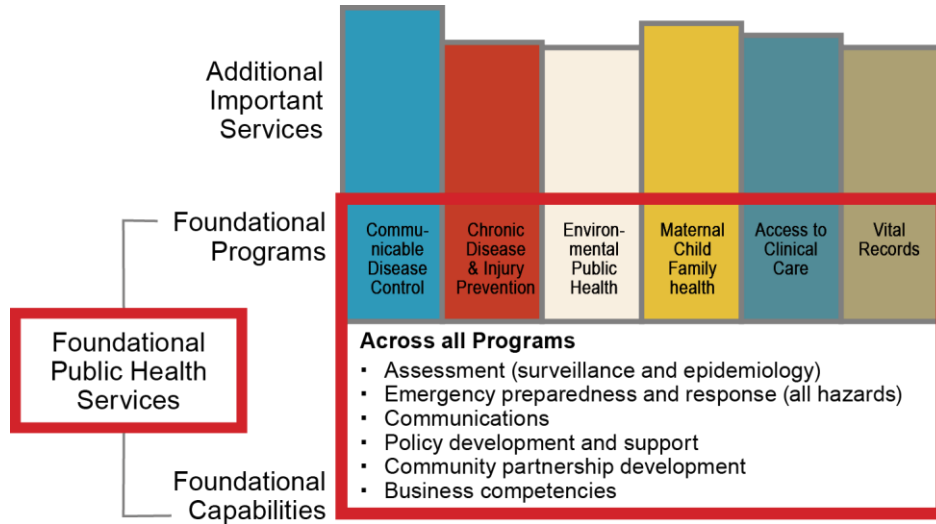 Additional
Important
Services
Foundational
Programs
Commu-
nicable
Disease
Control
Chronic
Disease
& Injury
Prevention
Environ-
mental
Public
Health
Maternal
Child
Family
health
Access to
Clinical
Care
Vital
Records
Foundational
Public Health
Services
Across all Programs
▪ Assessment (surveillance and epidemiology)
▪ Emergency preparedness and response (all hazards)
▪ Communications
▪ Policy development and support
▪ Community partnership development
▪ Business competencies
Foundational
Capabilities